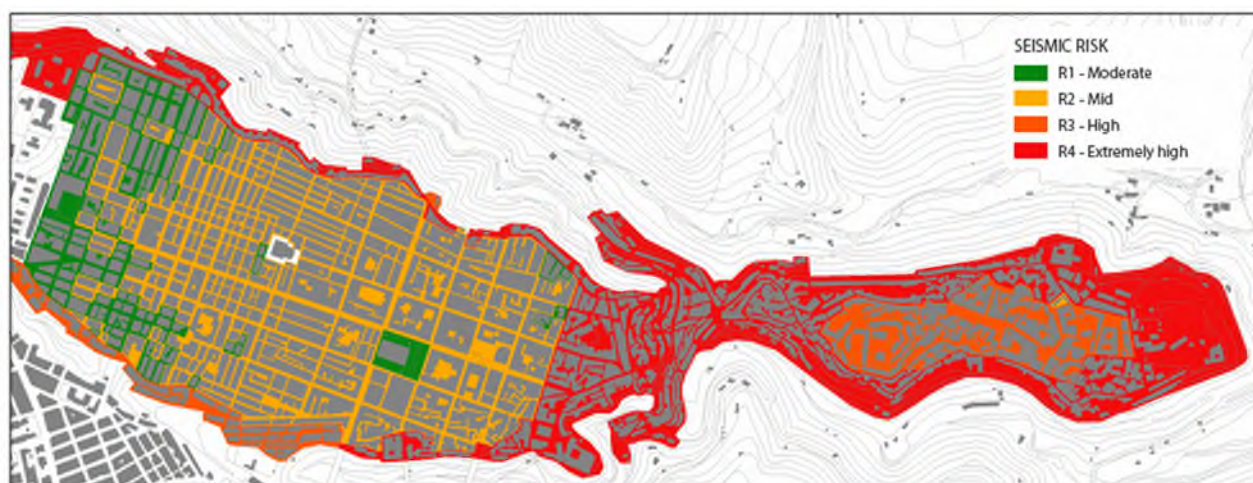 SEISMIC RISK
R1 - Moderate
R2 - Mid
R3 - High
R4 - Extremely high